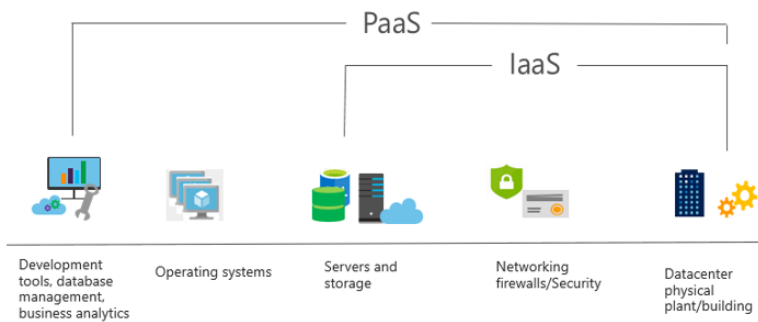 PaaS
IaaS
Development
tools, database
management,
business analytics
Operating systems
Servers and
storage
Networking
firewalls/Security
Datacenter
physical
plant/building